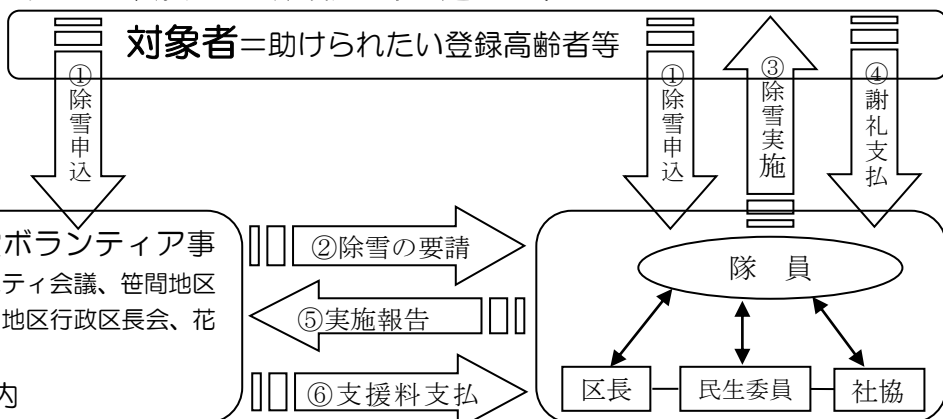 対象者＝助けられたい登録高齢者等
①除雪申込
①除雪申込
③除雪実施
④謝礼支払
ボランティア事
ティ会議、笹間地区
地区行政区長会、花
内
②除雪の要請
⑤実施報告
⑥支援料支払
隊　員
区長
民生委員
社協